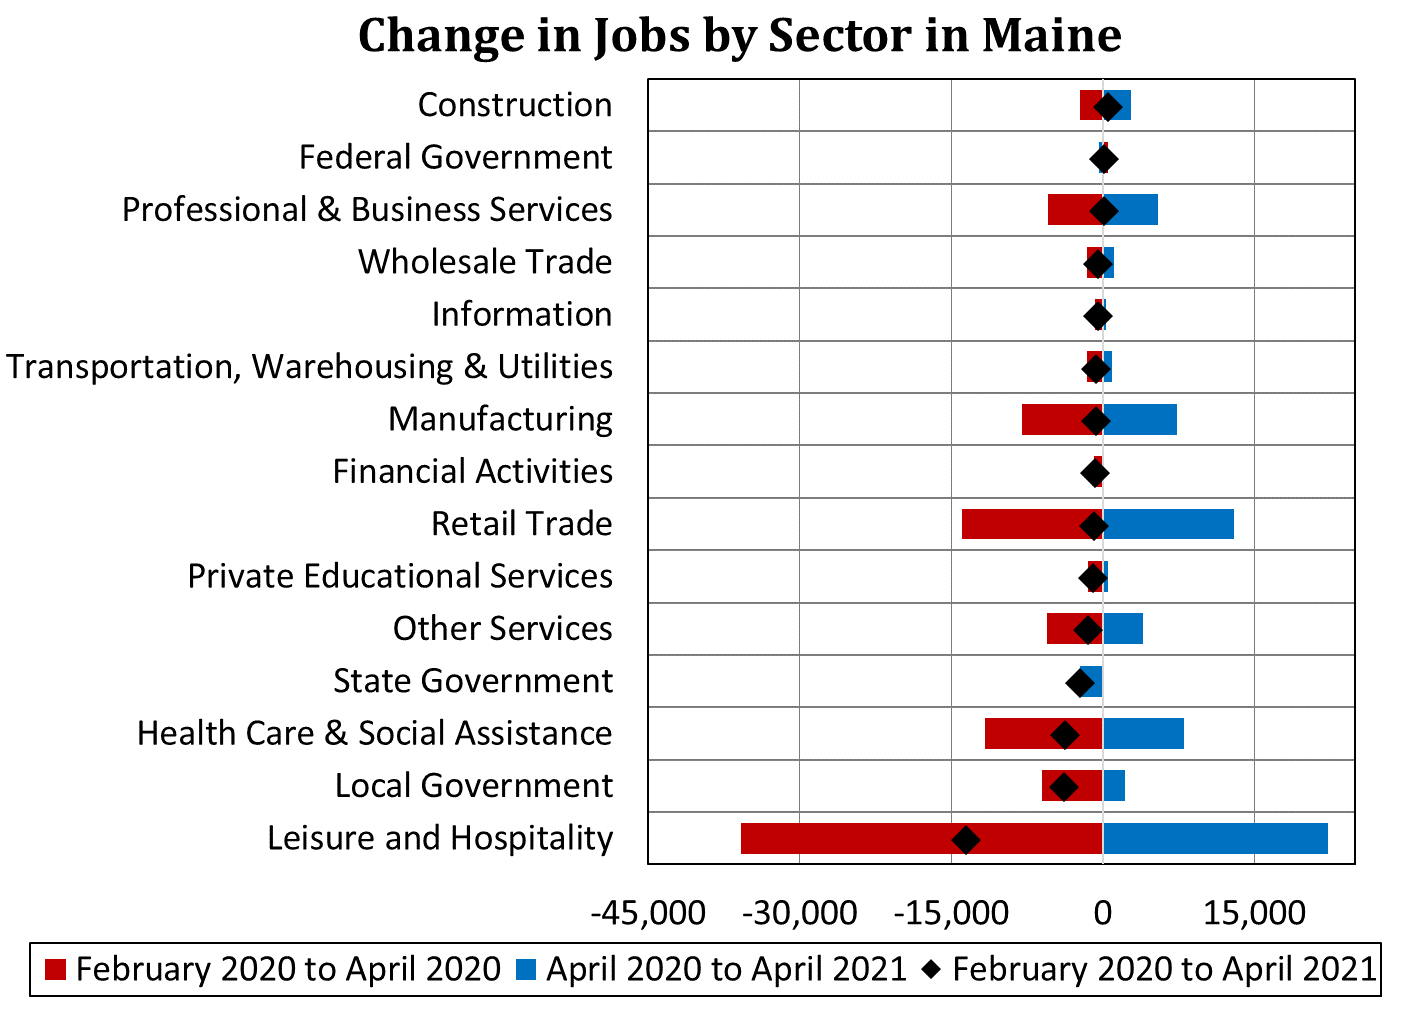 Change in Jobs by Sector in Maine
Construction
Federal Government
Professional & Business Services
Wholesale Trade
Information
Transportation, Warehousing & Utilities
Manufacturing
Financial Activities
Retail Trade
Private Educational Services
Other Services
State Government
Health Care & Social Assistance
Local Government
Leisure and Hospitality
-45,000 -30,000 -15,000 0 15,000
February 2020 to April 2020 April 2020 to April 2021 February 2020 to April 2021